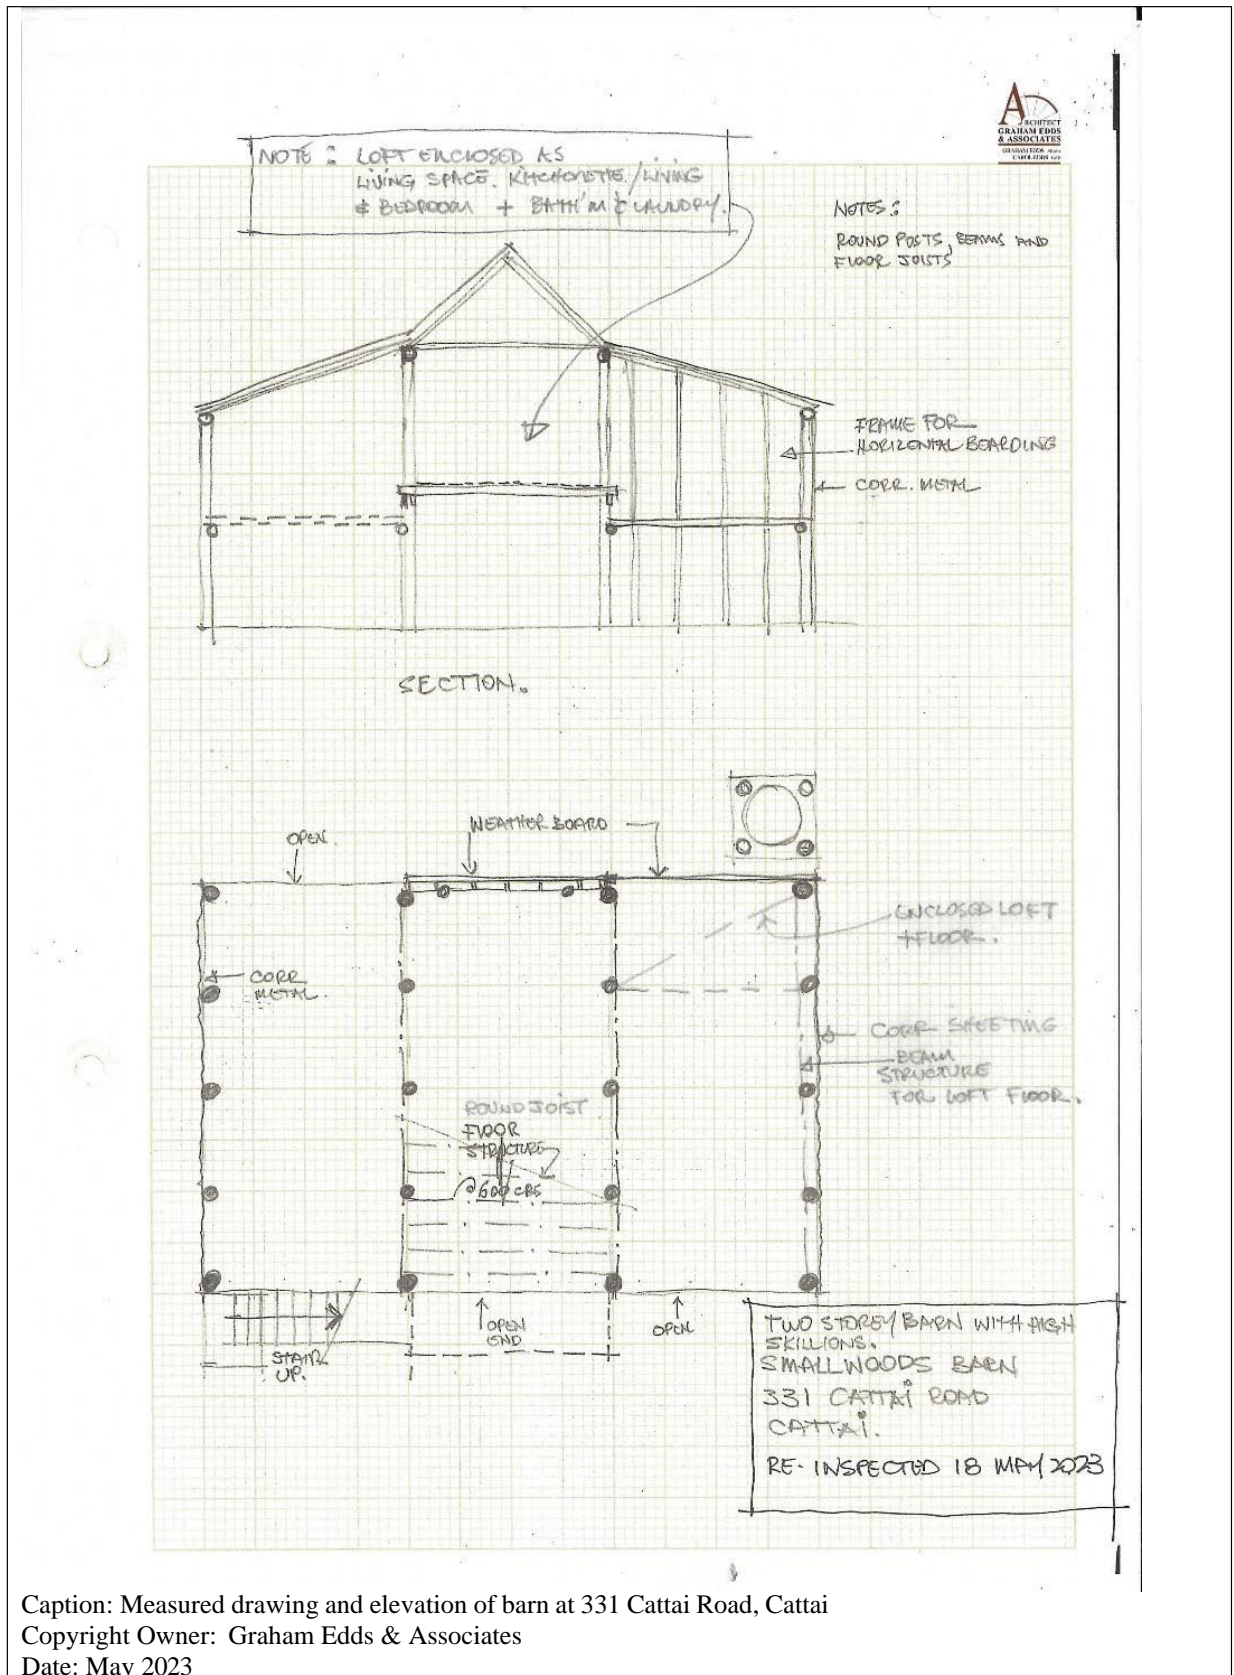 ARCHITECT
GRAHAM EDDS
& ASSOCIATES
NOTE : LOFT ENCLOSED AS
LIVING SPACE. KITCHENETTE/LIVING
& BEDROOM + BATH'M & LAUNDRY.
NOTES :
ROUND POSTS, BEAMS AND
FLOOR JOISTS
FRAME FOR
HORIZONTAL BOARDING
CORR. METAL
SECTION.
OPEN.
WEATHER BOARD
ENCLOSED LOFT
+ FLOOR.
CORR
METAL.
CORR SHEETING
BEAM
STRUCTURE
FOR LOFT FLOOR.
ROUND JOIST
FLOOR
STRUCTURE
@ 600 CRS
STAIR
UP.
OPEN
END
OPEN
TWO STOREY BARN WITH HIGH
SKILLIONS.
SMALLWOODS BARN
331 CATTAI ROAD
CATTAI.
RE-INSPECTED 18 MAY 2023
Caption: Measured drawing and elevation of barn at 331 Cattai Road, Cattai
Copyright Owner: Graham Edds & Associates
Date: May 2023